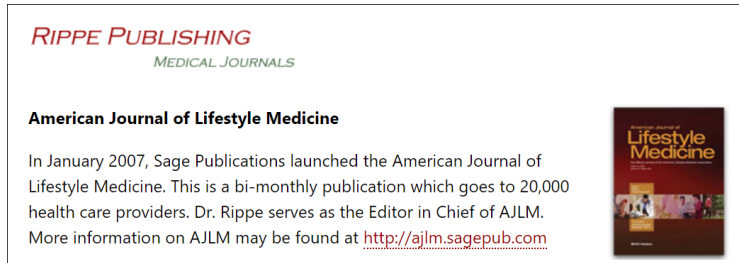 RIPPE PUBLISHING
MEDICAL JOURNALS
American Journal of Lifestyle Medicine
In January 2007, Sage Publications launched the American Journal of
Lifestyle Medicine. This is a bi-monthly publication which goes to 20,000
health care providers. Dr. Rippe serves as the Editor in Chief of AJLM.
More information on AJLM may be found at http://ajlm.sagepub.com
American Journal of
Lifestyle
Medicine